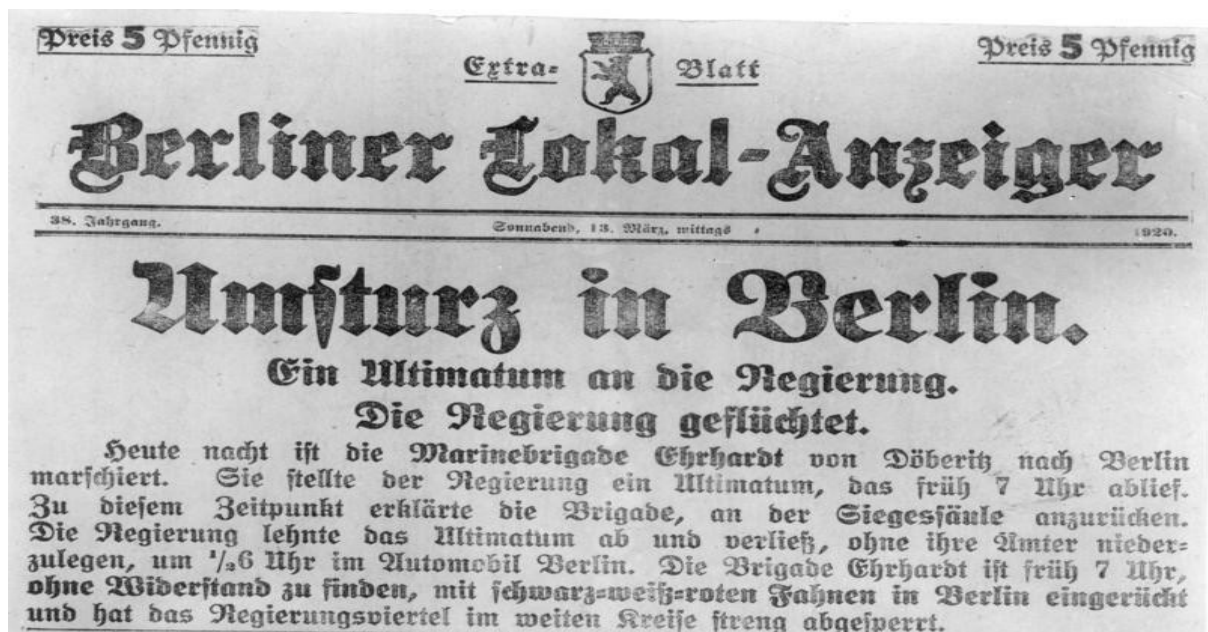 Preis 5 Pfennig
Preis 5 Pfennig
Extra- Blatt
Berliner Lokal-Anzeiger
38. Jahrgang. Sonnabend, 13. März, mittags 1920.
Umsturz in Berlin.
Ein Ultimatum an die Regierung.
Die Regierung geflüchtet.
Heute nacht ist die Marinebrigade Ehrhardt von Döberitz nach Berlin
marschiert. Sie stellte der Regierung ein Ultimatum, das früh 7 Uhr ablief.
Zu diesem Zeitpunkt erklärte die Brigade, an der Siegessäule anzurücken.
Die Regierung lehnte das Ultimatum ab und verließ, ohne ihre Ämter nieder-
zulegen, um ½6 Uhr im Automobil Berlin. Die Brigade Ehrhardt ist früh 7 Uhr,
ohne Widerstand zu finden, mit schwarz-weiß-roten Fahnen in Berlin eingerückt
und hat das Regierungsviertel im weiten Kreise streng abgesperrt.